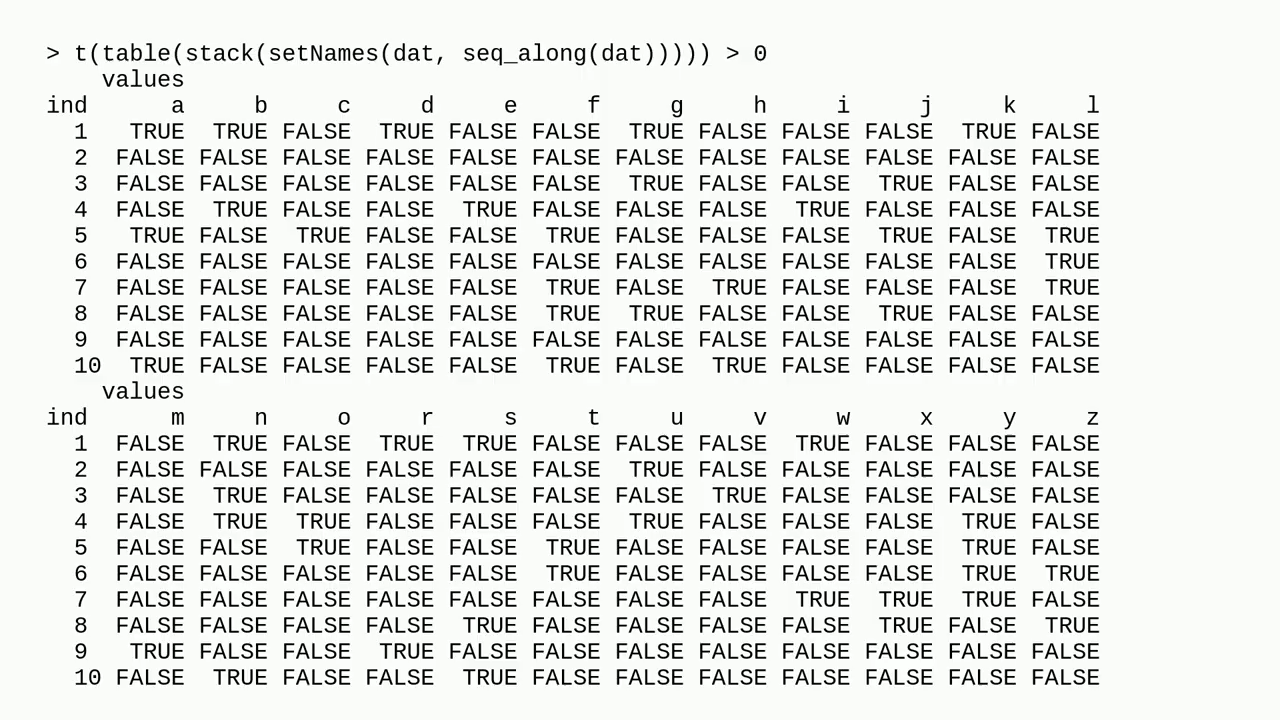 > t(table(stack(setNames(dat, seq_along(dat))))) > 0
    values
ind      a     b     c     d     e     f     g     h     i     j     k     l
  1   TRUE  TRUE FALSE  TRUE FALSE FALSE  TRUE FALSE FALSE FALSE  TRUE FALSE
  2  FALSE FALSE FALSE FALSE FALSE FALSE FALSE FALSE FALSE FALSE FALSE FALSE
  3  FALSE FALSE FALSE FALSE FALSE FALSE  TRUE FALSE FALSE  TRUE FALSE FALSE
  4  FALSE  TRUE FALSE FALSE  TRUE FALSE FALSE FALSE  TRUE FALSE FALSE FALSE
  5   TRUE FALSE  TRUE FALSE FALSE  TRUE FALSE FALSE FALSE  TRUE FALSE  TRUE
  6  FALSE FALSE FALSE FALSE FALSE FALSE FALSE FALSE FALSE FALSE FALSE  TRUE
  7  FALSE FALSE FALSE FALSE FALSE  TRUE FALSE  TRUE FALSE FALSE FALSE  TRUE
  8  FALSE FALSE FALSE FALSE FALSE  TRUE  TRUE FALSE FALSE  TRUE FALSE FALSE
  9  FALSE FALSE FALSE FALSE FALSE FALSE FALSE FALSE FALSE FALSE FALSE FALSE
  10  TRUE FALSE FALSE FALSE FALSE  TRUE FALSE  TRUE FALSE FALSE FALSE FALSE
    values
ind      m     n     o     r     s     t     u     v     w     x     y     z
  1  FALSE  TRUE FALSE  TRUE  TRUE FALSE FALSE FALSE  TRUE FALSE FALSE FALSE
  2  FALSE FALSE FALSE FALSE FALSE FALSE  TRUE FALSE FALSE FALSE FALSE FALSE
  3  FALSE  TRUE FALSE FALSE FALSE FALSE FALSE  TRUE FALSE FALSE FALSE FALSE
  4  FALSE  TRUE  TRUE FALSE FALSE FALSE  TRUE FALSE FALSE FALSE  TRUE FALSE
  5  FALSE FALSE  TRUE FALSE FALSE  TRUE FALSE FALSE FALSE FALSE  TRUE FALSE
  6  FALSE FALSE FALSE FALSE FALSE  TRUE FALSE FALSE FALSE FALSE  TRUE  TRUE
  7  FALSE FALSE FALSE FALSE FALSE FALSE FALSE FALSE  TRUE  TRUE  TRUE FALSE
  8  FALSE FALSE FALSE FALSE  TRUE FALSE FALSE FALSE FALSE  TRUE FALSE  TRUE
  9   TRUE FALSE FALSE  TRUE FALSE FALSE FALSE FALSE FALSE FALSE FALSE FALSE
  10 FALSE  TRUE FALSE FALSE  TRUE FALSE FALSE FALSE FALSE FALSE FALSE FALSE